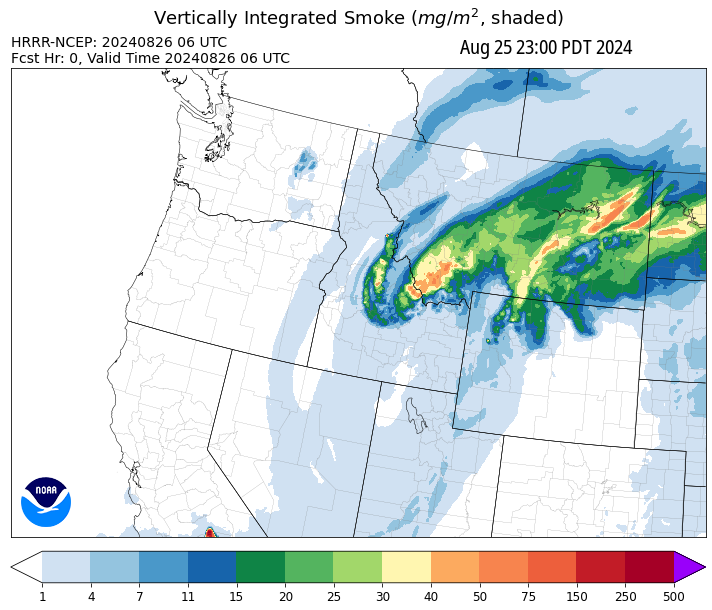 Vertically Integrated Smoke (mg/m², shaded)
HRRR-NCEP: 20240826 06 UTC
Fcst Hr: 0, Valid Time 20240826 06 UTC
Aug 25 23:00 PDT 2024
NOAA
1 4 7 11 15 20 25 30 40 50 75 150 250 500